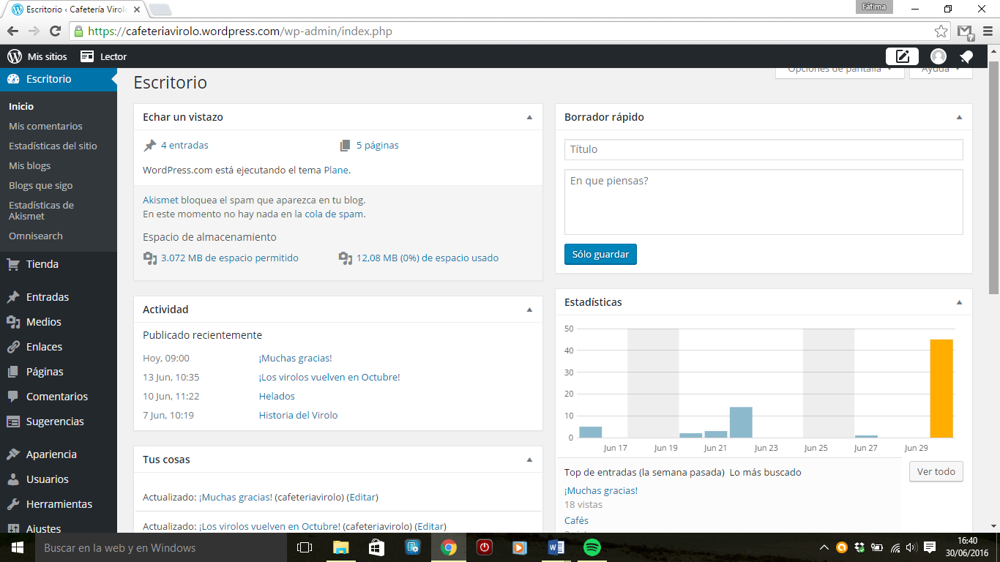 Escritorio ‹ Cafetería Virolo
Fátima
https://cafeteriavirolo.wordpress.com/wp-admin/index.php
Mis sitios
Lector
Escritorio
Inicio
Mis comentarios
Estadísticas del sitio
Mis blogs
Blogs que sigo
Estadísticas de
Akismet
Omnisearch
Tienda
Entradas
Medios
Enlaces
Páginas
Comentarios
Sugerencias
Apariencia
Usuarios
Herramientas
Ajustes
Escritorio
Opciones de pantalla
Ayuda
Echar un vistazo
4 entradas
5 páginas
WordPress.com está ejecutando el tema Plane.
Akismet bloquea el spam que aparezca en tu blog.
En este momento no hay nada en la cola de spam.
Espacio de almacenamiento
3.072 MB de espacio permitido
12,08 MB (0%) de espacio usado
Actividad
Publicado recientemente
Hoy, 09:00 ¡Muchas gracias!
13 Jun, 10:35 ¡Los virolos vuelven en Octubre!
10 Jun, 11:22 Helados
7 Jun, 10:19 Historia del Virolo
Tus cosas
Actualizado: ¡Muchas gracias! (cafeteriavirolo) (Editar)
Actualizado: ¡Los virolos vuelven en Octubre! (cafeteriavirolo) (Editar)
Borrador rápido
Título
En que piensas?
Sólo guardar
Estadísticas
50
40
30
20
10
0
Jun 17 Jun 19 Jun 21 Jun 23 Jun 25 Jun 27 Jun 29
Top de entradas (la semana pasada) Lo más buscado
Ver todo
¡Muchas gracias!
18 vistas
Cafés
Buscar en la web y en Windows
16:40
30/06/2016